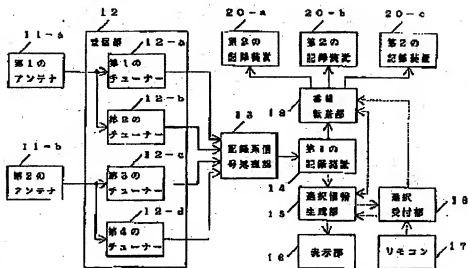 11-a
第1の
アンテナ
11-b
第2の
アンテナ
12
受信部
12-a
第1の
チューナー
12-b
第2の
チューナー
12-c
第3の
チューナー
12-d
第4の
チューナー
13
記録系信
号処理部
20-a
第2の
記録装置
20-b
第2の
記録装置
20-c
第2の
記録装置
19
番組
転送部
第1の
記録装置
14
選択情報
生成部
15
表示部
16
選択
受付部
18
リモコン
17